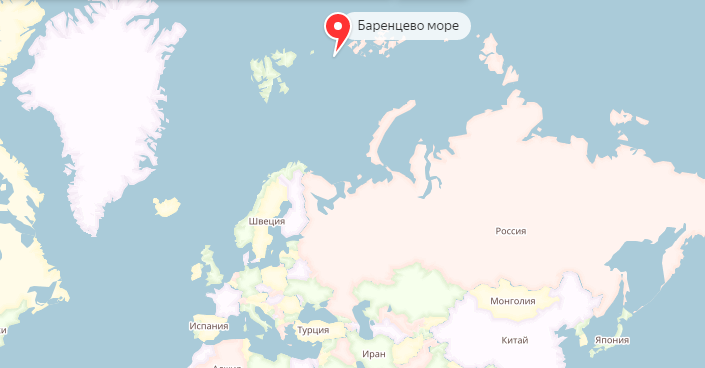 Баренцево море
Швеция
Россия
Монголия
Испания
Турция
Китай
Япония
Иран